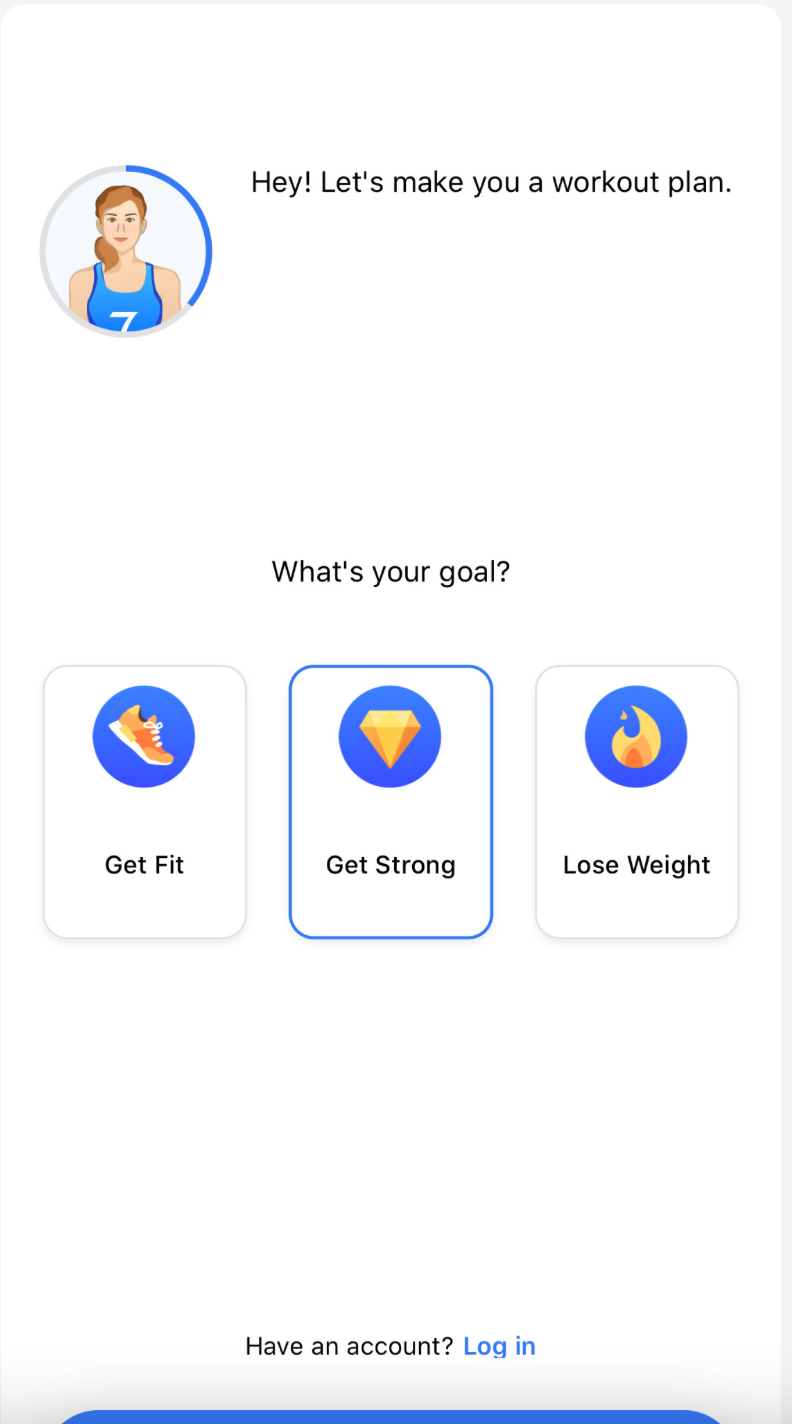 Hey! Let's make you a workout plan.
7
What's your goal?
Get Fit
Get Strong
Lose Weight
Have an account? Log in